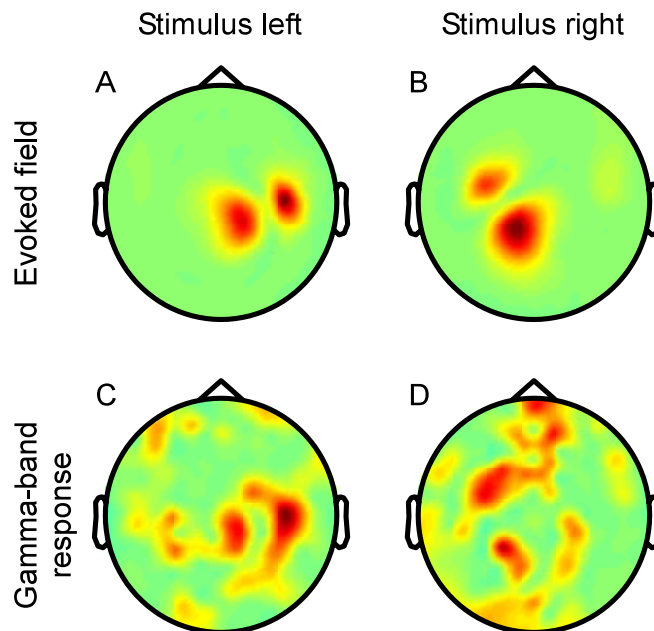 Stimulus left
Stimulus right
A
B
Evoked field
C
D
Gamma-band
response